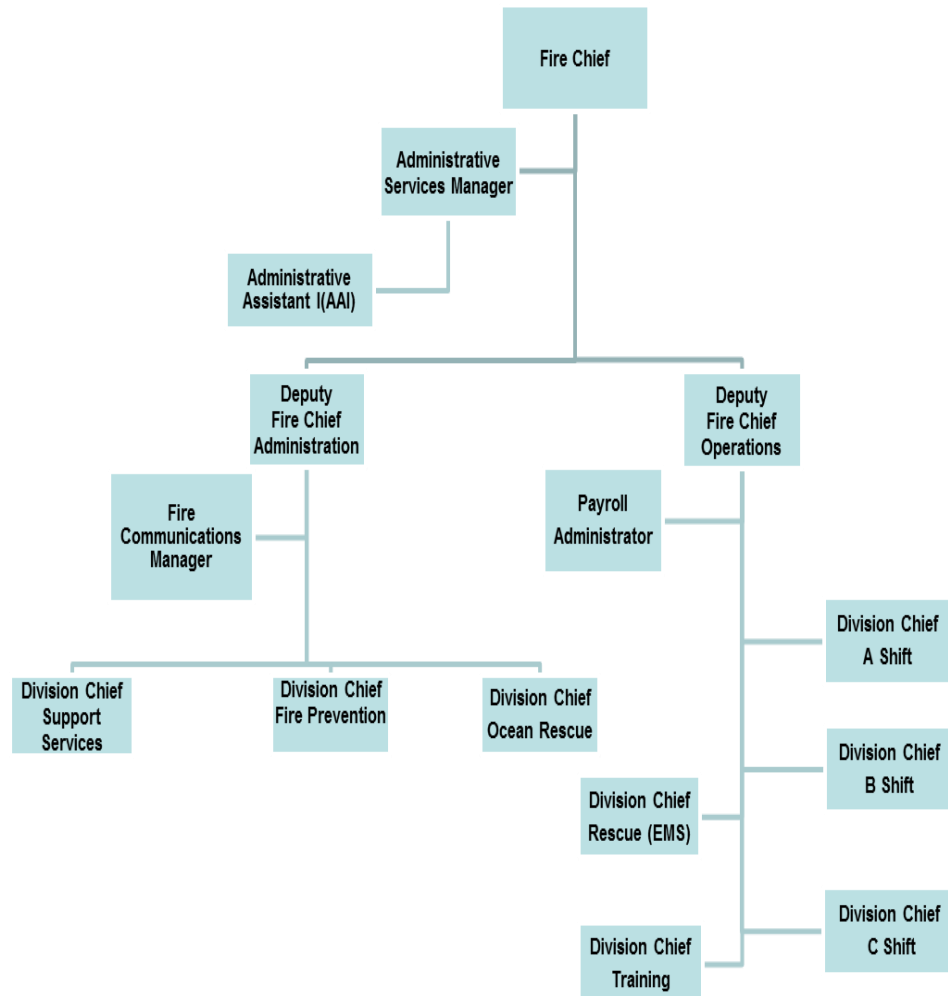 Fire Chief
Administrative
Services Manager
Administrative
Assistant I(AAI)
Deputy
Fire Chief
Administration
Deputy
Fire Chief
Operations
Fire
Communications
Manager
Payroll
Administrator
Division Chief
Support
Services
Division Chief
Fire Prevention
Division Chief
Ocean Rescue
Division Chief
A Shift
Division Chief
B Shift
Division Chief
Rescue (EMS)
Division Chief
C Shift
Division Chief
Training